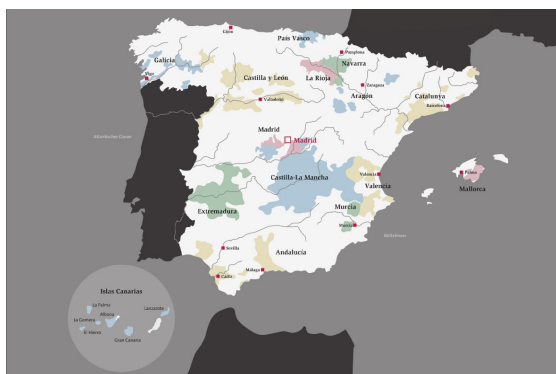 Gijón
País Vasco
Pamplona
Galicia
Navarra
Vigo
Castilla y León
La Rioja
Zaragoza
Catalunya
Aragón
Barcelona
Valladolid
Atlantischer Ozean
Madrid
Madrid
Castilla-La Mancha
Valencia
Palma
Valencia
Mallorca
Extremadura
Murcia
Murcia
Mittelmeer
Sevilla
Andalucía
Málaga
Cádiz
Islas Canarias
La Palma
Lanzarote
La Gomera
El Hierro
Gran Canaria